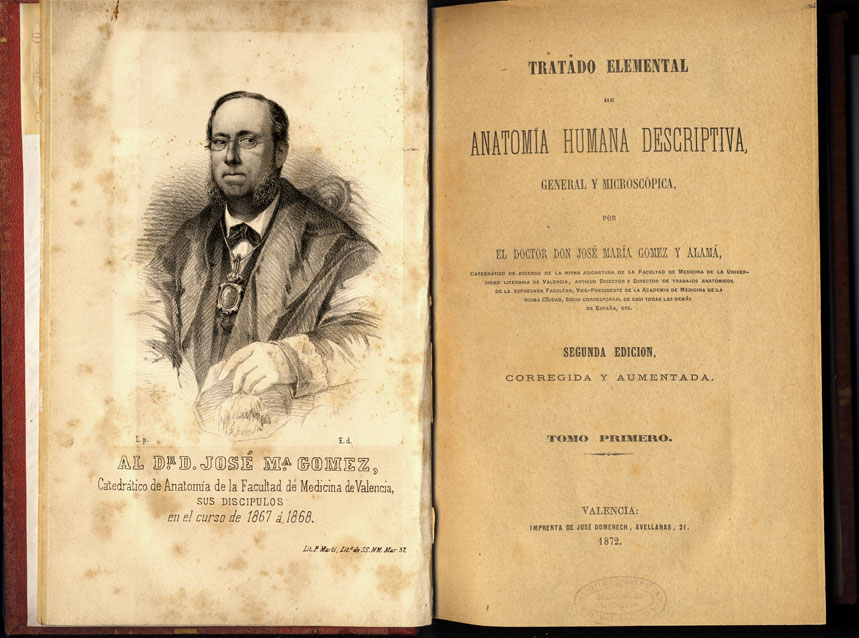 L.p.
E.d.
AL DR. D. JOSÉ Mª GOMEZ,
Catedrático de Anatomía de la Facultad de Medicina de Valencia,
SUS DISCIPULOS
en el curso de 1867 á 1868.
Lit. P. Martí, Lit.º de SS. MM. Mar 57.
TRATADO ELEMENTAL
DE
ANATOMÍA HUMANA DESCRIPTIVA,
GENERAL Y MICROSCÓPICA,
POR
EL DOCTOR DON JOSÉ MARÍA GOMEZ Y ALAMÁ,
CATEDRÁTICO DE ASCENSO DE LA MISMA ASIGNATURA DE LA FACULTAD DE MEDICINA DE LA UNIVER-
SIDAD LITERARIA DE VALENCIA, ANTIGUO DIRECTOR Y DIRECTOR DE TRABAJOS ANATÓMICOS
DE LA ESPRESADA FACULTAD, VICE-PRESIDENTE DE LA ACADEMIA DE MEDICINA DE LA
MISMA CIUDAD, SÓCIO CORRESPONSAL DE CASI TODAS LAS DEMÁS
DE ESPAÑA, ETC.
SEGUNDA EDICION,
CORREGIDA Y AUMENTADA.
TOMO PRIMERO.
VALENCIA:
IMPRENTA DE JOSÉ DOMENECH, AVELLANAS, 21.
1872.